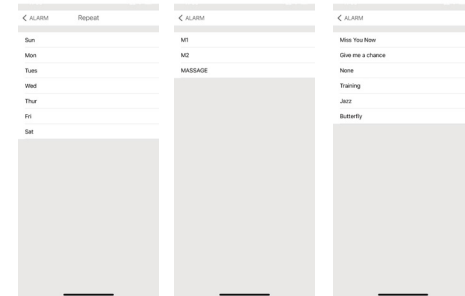 ALARM Repeat
Sun
Mon
Tues
Wed
Thur
Fri
Sat
ALARM
M1
M2
MASSAGE
ALARM
Miss You Now
Give me a chance
None
Training
Jazz
Butterfly